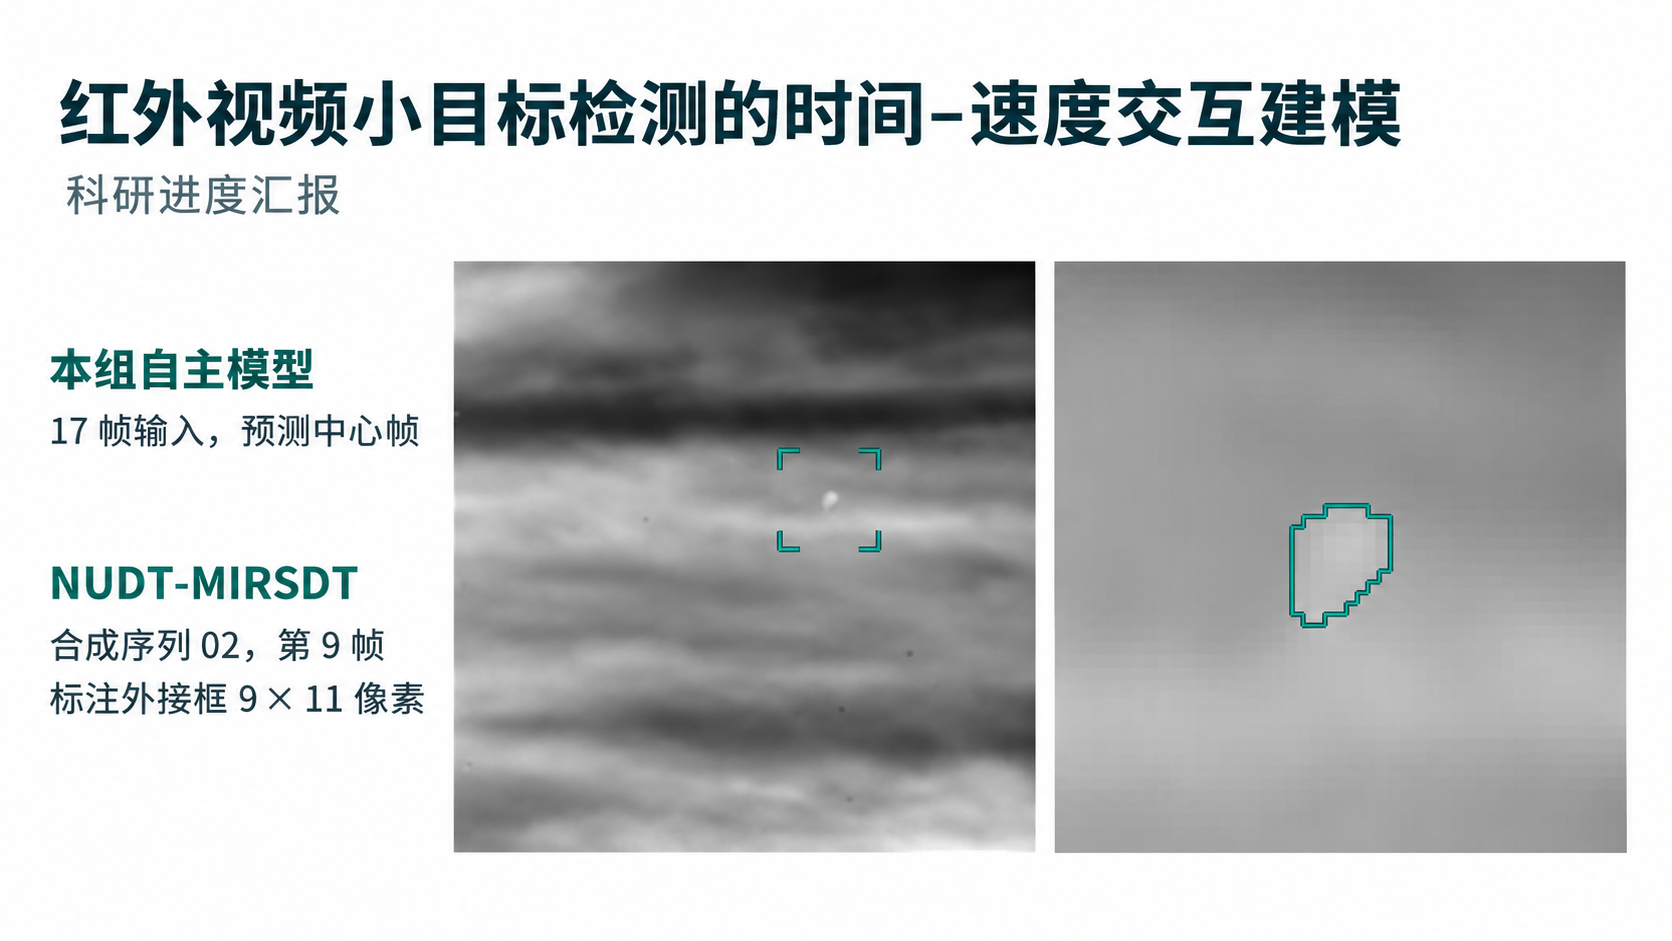 红外视频小目标检测的时间-速度交互建模
科研进度汇报
本组自主模型
17 帧输入，预测中心帧
NUDT-MIRSDT
合成序列 02，第 9 帧
标注外接框 9 × 11 像素